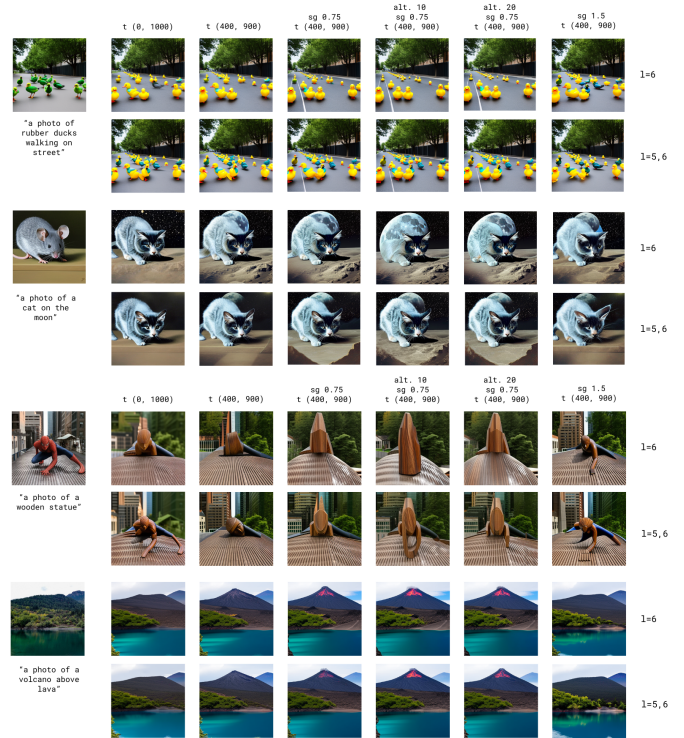 t (0, 1000)
t (400, 900)
sg 0.75
t (400, 900)
alt. 10
sg 0.75
t (400, 900)
alt. 20
sg 0.75
t (400, 900)
sg 1.5
t (400, 900)
l=6
"a photo of
rubber ducks
walking on
street"
l=5,6
l=6
"a photo of a
cat on the
moon"
l=5,6
t (0, 1000)
t (400, 900)
sg 0.75
t (400, 900)
alt. 10
sg 0.75
t (400, 900)
alt. 20
sg 0.75
t (400, 900)
sg 1.5
t (400, 900)
l=6
"a photo of a
wooden statue"
l=5,6
l=6
"a photo of a
volcano above
lava"
l=5,6